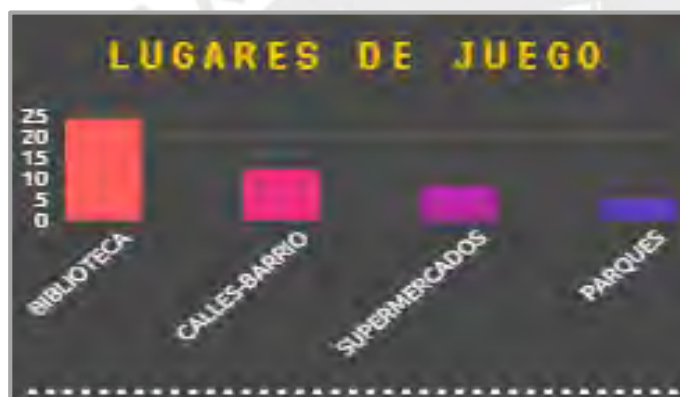 LUGARES DE JUEGO
25
20
15
10
5
0
BIBLIOTECA
CALLES-BARRIO
SUPERMERCADOS
PARQUES